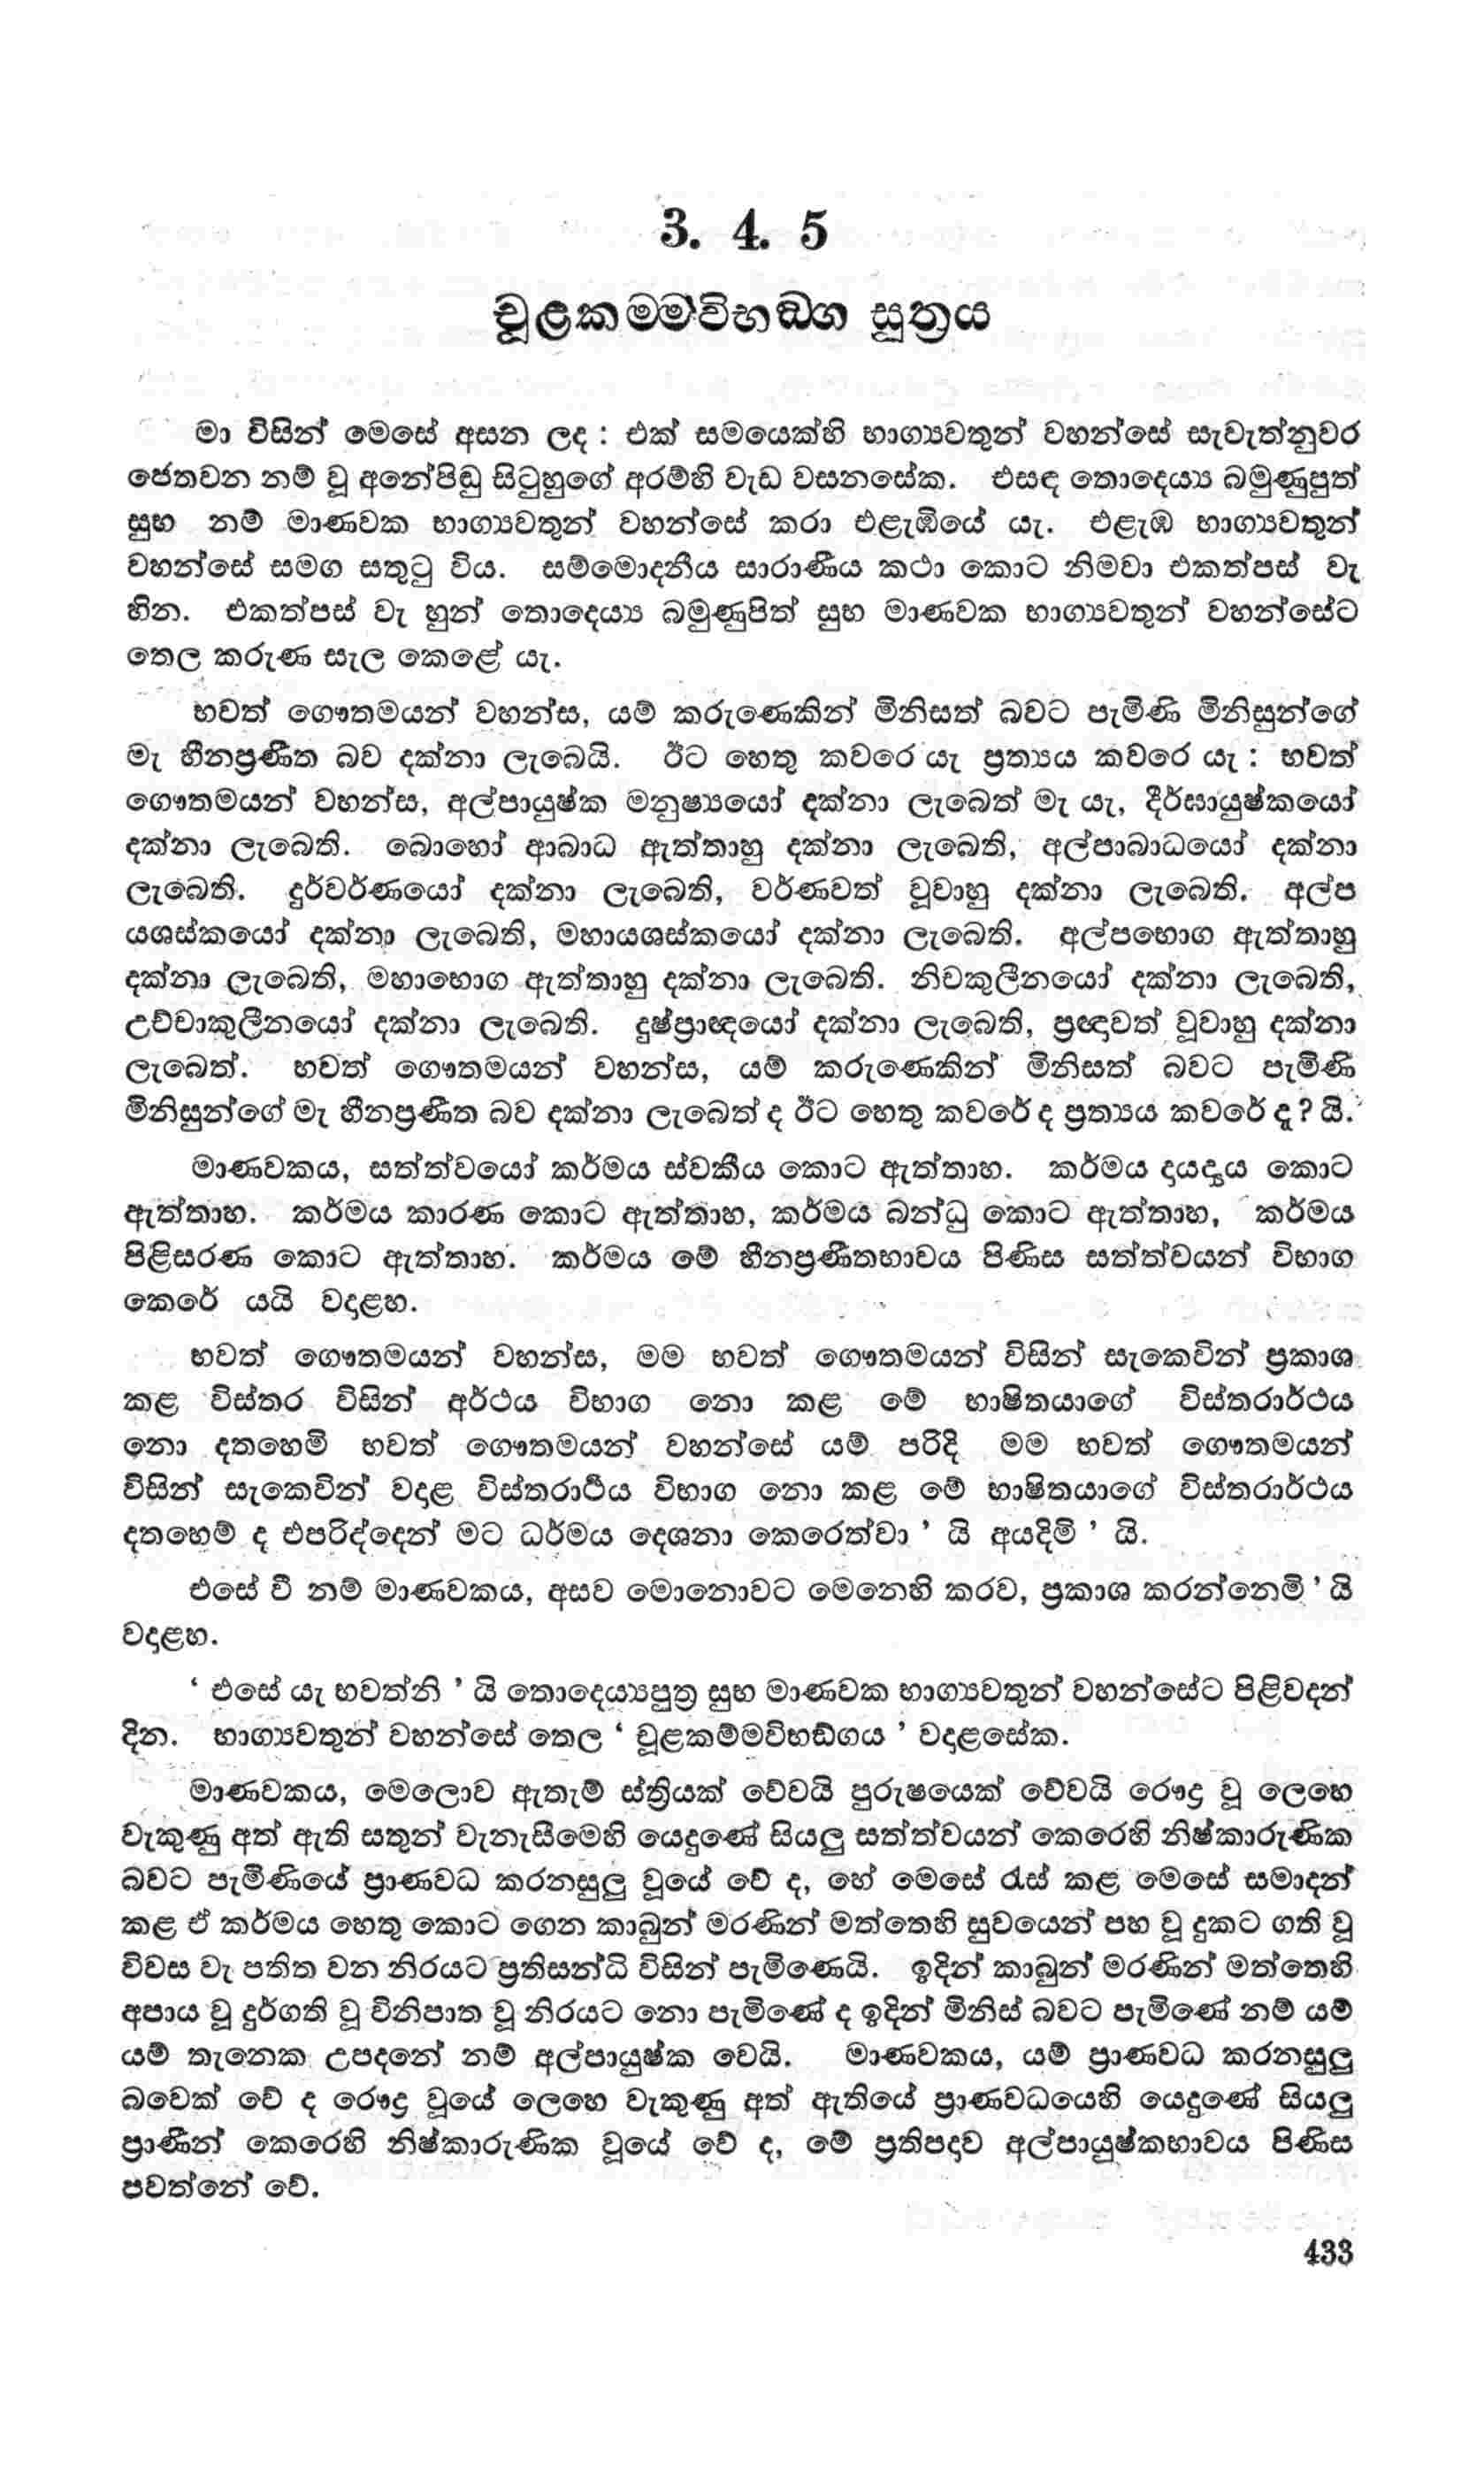 3. 4. 5
චූළකම්මවිභඞ්ග සූත්‍රය
මා විසින් මෙසේ අසන ලද : එක් සමයෙක්හි භාග්‍යවතුන් වහන්සේ සැවැත්නුවර
ජෙතවන නම් වූ අනේපිඬු සිටුහුගේ අරම්හි වැඩ වසනසේක. එසඳ තොදෙය්‍ය බමුණුපුත්
සුභ නම් මාණවක භාග්‍යවතුන් වහන්සේ කරා එළැඹියේ යැ. එළැඹ භාග්‍යවතුන්
වහන්සේ සමග සතුටු විය. සම්මොදනීය සාරාණීය කථා කොට නිමවා එකත්පස් වැ
හින. එකත්පස් වැ හුන් තොදෙය්‍ය බමුණුපිත් සුභ මාණවක භාග්‍යවතුන් වහන්සේට
තෙල කරුණ සැල කෙළේ යැ.
භවත් ගෞතමයන් වහන්ස, යම් කරුණෙකින් මිනිසත් බවට පැමිණි මිනිසුන්ගේ
මැ හීනප්‍රණීත බව දක්නා ලැබෙයි. ඊට හෙතු කවරෙ යැ ප්‍රත්‍යය කවරෙ යැ : භවත්
ගෞතමයන් වහන්ස, අල්පායුෂ්ක මනුෂ්‍යයෝ දක්නා ලැබෙත් මැ යැ, දීර්ඝායුෂ්කයෝ
දක්නා ලැබෙති. බොහෝ ආබාධ ඇත්තාහු දක්නා ලැබෙති, අල්පාබාධයෝ දක්නා
ලැබෙති. දුර්වර්ණයෝ දක්නා ලැබෙති, වර්ණවත් වූවාහු දක්නා ලැබෙති. අල්ප
යශස්කයෝ දක්නා ලැබෙති, මහායශස්කයෝ දක්නා ලැබෙති. අල්පභොග ඇත්තාහු
දක්නා ලැබෙති, මහාභොග ඇත්තාහු දක්නා ලැබෙති. නිචකුලීනයෝ දක්නා ලැබෙති,
උච්චාකුලීනයෝ දක්නා ලැබෙති. දුෂ්ප්‍රාඥයෝ දක්නා ලැබෙති, ප්‍රඥාවත් වූවාහු දක්නා
ලැබෙත්. භවත් ගෞතමයන් වහන්ස, යම් කරුණෙකින් මිනිසත් බවට පැමිණි
මිනිසුන්ගේ මැ හීනප්‍රණීත බව දක්නා ලැබෙත් ද ඊට හෙතු කවරේ ද ප්‍රත්‍යය කවරේ දැ? යි.
මාණවකය, සත්ත්වයෝ කර්මය ස්වකීය කොට ඇත්තාහ. කර්මය දායාද්‍ය කොට
ඇත්තාහ. කර්මය කාරණ කොට ඇත්තාහ, කර්මය බන්ධු කොට ඇත්තාහ, කර්මය
පිළිසරණ කොට ඇත්තාහ. කර්මය මේ හීනප්‍රණීතභාවය පිණිස සත්ත්වයන් විභාග
කෙරේ යයි වදාළහ.
භවත් ගෞතමයන් වහන්ස, මම භවත් ගෞතමයන් විසින් සැකෙවින් ප්‍රකාශ
කළ විස්තර විසින් අර්ථය විභාග නො කළ මේ භාෂිතයාගේ විස්තරාර්ථය
නො දතහෙමි භවත් ගෞතමයන් වහන්සේ යම් පරිදි මම භවත් ගෞතමයන්
විසින් සැකෙවින් වදාළ විස්තරාර්ථය විභාග නො කළ මේ භාෂිතයාගේ විස්තරාර්ථය
දතහෙම් ද එපරිද්දෙන් මට ධර්මය දෙශනා කෙරෙත්වා ’ යි අයදිමි ’ යි.
එසේ වී නම් මාණවකය, අසව මොනොවට මෙනෙහි කරව, ප්‍රකාශ කරන්නෙමි ’ යි
වදාළහ.
‘ එසේ යැ භවත්නි ’ යි තොදෙය්‍යපුත්‍ර සුභ මාණවක භාග්‍යවතුන් වහන්සේට පිළිවදන්
දින. භාග්‍යවතුන් වහන්සේ තෙල ‘ චූළකම්මවිභඞ්ගය ’ වදාළසේක.
මාණවකය, මෙලොව ඇතැම් ස්ත්‍රියක් වේවයි පුරුෂයෙක් වේවයි රෞද්‍ර වූ ලෙහෙ
වැකුණු අත් ඇති සතුන් වැනැසීමෙහි යෙදුණේ සියලු සත්ත්වයන් කෙරෙහි නිෂ්කාරුණික
බවට පැමිණියේ ප්‍රාණවධ කරනසුලු වූයේ වේ ද, හේ මෙසේ රැස් කළ මෙසේ සමාදන්
කළ ඒ කර්මය හෙතු කොට ගෙන කාබුන් මරණින් මත්තෙහි සුවයෙන් පහ වූ දුකට ගති වූ
විවස වැ පතිත වන නිරයට ප්‍රතිසන්ධි විසින් පැමිණෙයි. ඉදින් කාබුන් මරණින් මත්තෙහි
අපාය වූ දුර්ගති වූ විනිපාත වූ නිරයට නො පැමිණේ ද ඉදින් මිනිස් බවට පැමිණේ නම් යම්
යම් තැනෙක උපදනේ නම් අල්පායුෂ්ක වෙයි. මාණවකය, යම් ප්‍රාණවධ කරනසුලු
බවෙක් වේ ද රෞද්‍ර වූයේ ලෙහෙ වැකුණු අත් ඇතියේ ප්‍රාණවධයෙහි යෙදුණේ සියලු
ප්‍රාණීන් කෙරෙහි නිෂ්කාරුණික වූයේ වේ ද, මේ ප්‍රතිපදාව අල්පායුෂ්කභාවය පිණිස
පවත්නේ වේ.
433